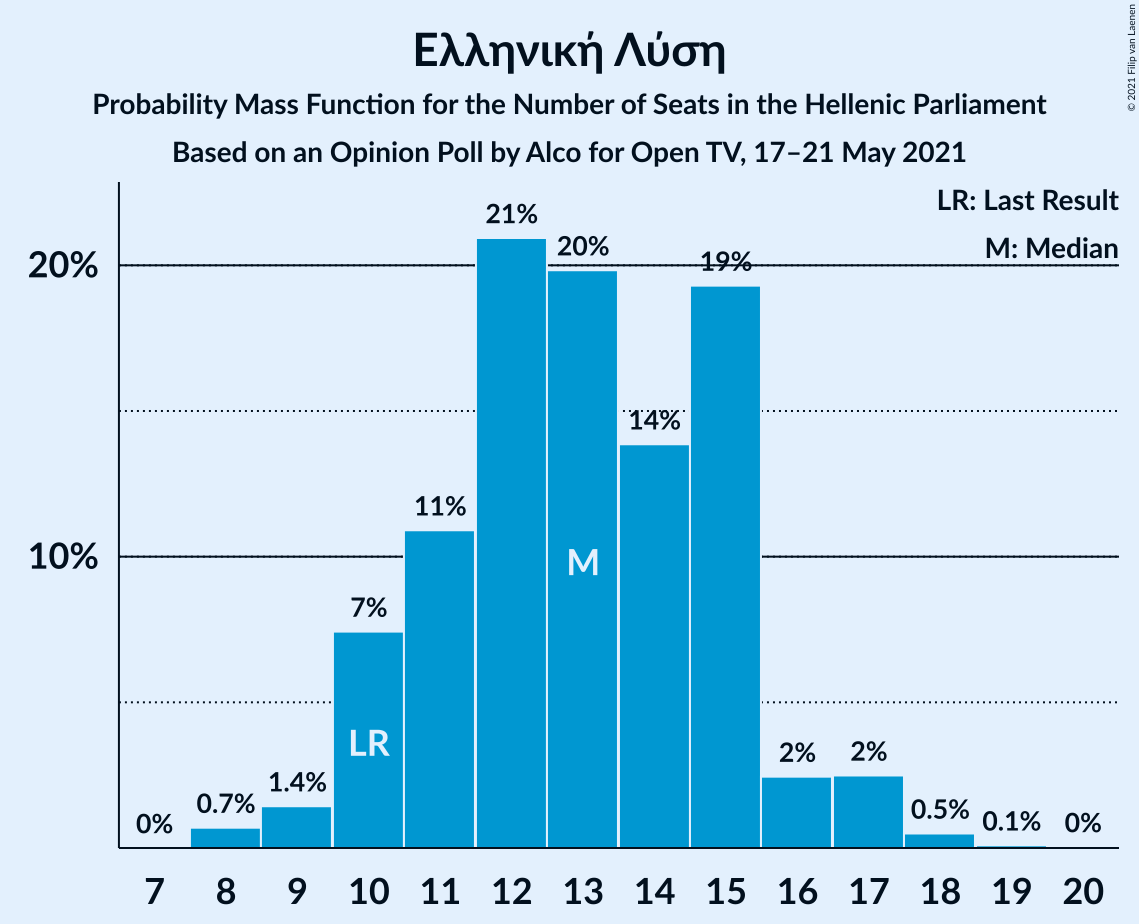 Ελληνική Λύση
Probability Mass Function for the Number of Seats in the Hellenic Parliament
Based on an Opinion Poll by Alco for Open TV, 17–21 May 2021
© 2021 Filip van Laenen
LR: Last Result
M: Median
20%
10%
0%
0.7%
1.4%
7%
11%
21%
20%
14%
19%
2%
2%
0.5%
0.1%
0%
LR
M
7 8 9 10 11 12 13 14 15 16 17 18 19 20